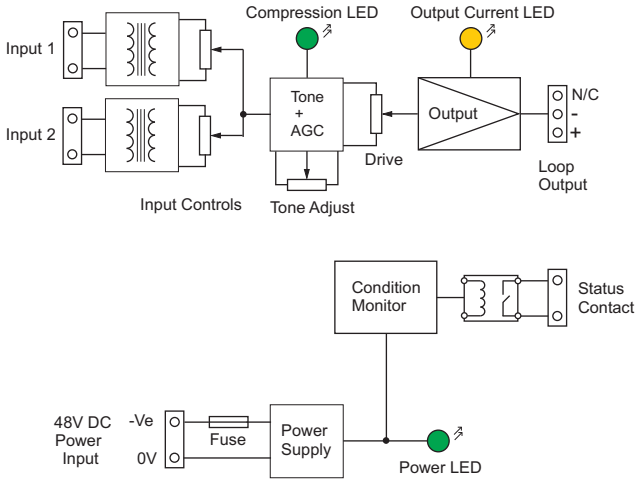 Compression LED
Output Current LED
Input 1
Input 2
Tone
+
AGC
Output
N/C
-
+
Drive
Loop
Output
Input Controls
Tone Adjust
Condition
Monitor
Status
Contact
48V DC
Power
Input
-Ve
0V
Fuse
Power
Supply
Power LED